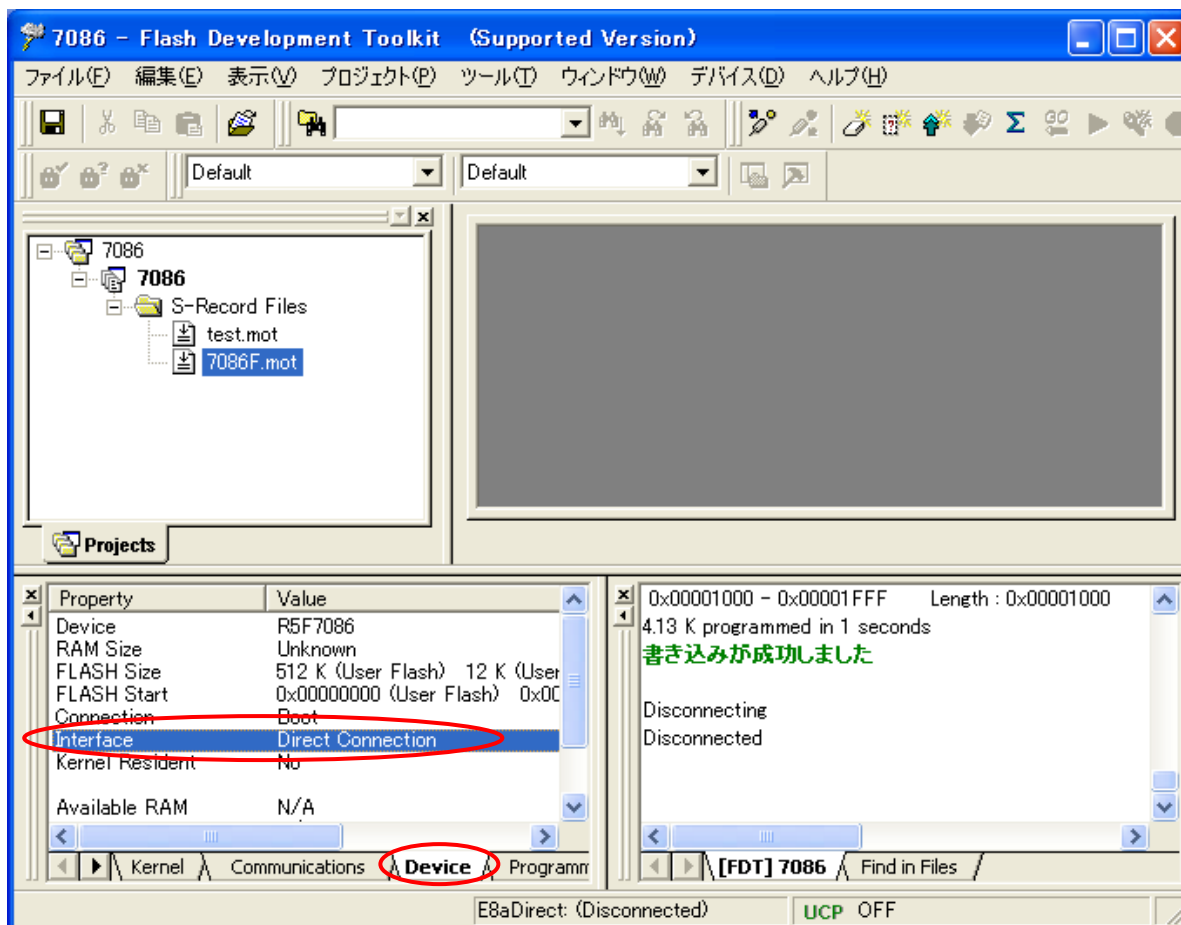 7086 - Flash Development Toolkit (Supported Version)
ファイル(F) 編集(E) 表示(V) プロジェクト(P) ツール(T) ウィンドウ(W) デバイス(D) ヘルプ(H)
Default Default
7086
7086
S-Record Files
test.mot
7086F.mot
Projects
Property Value
Device R5F7086
RAM Size Unknown
FLASH Size 512 K (User Flash) 12 K (User
FLASH Start 0x00000000 (User Flash) 0x00
Connection Boot
Interface Direct Connection
Kernel Resident No
Available RAM N/A
Kernel Communications Device Programm
0x00001000 - 0x00001FFF Length : 0x00001000
4.13 K programmed in 1 seconds
書き込みが成功しました
Disconnecting
Disconnected
[FDT] 7086 Find in Files
E8aDirect: (Disconnected) UCP OFF